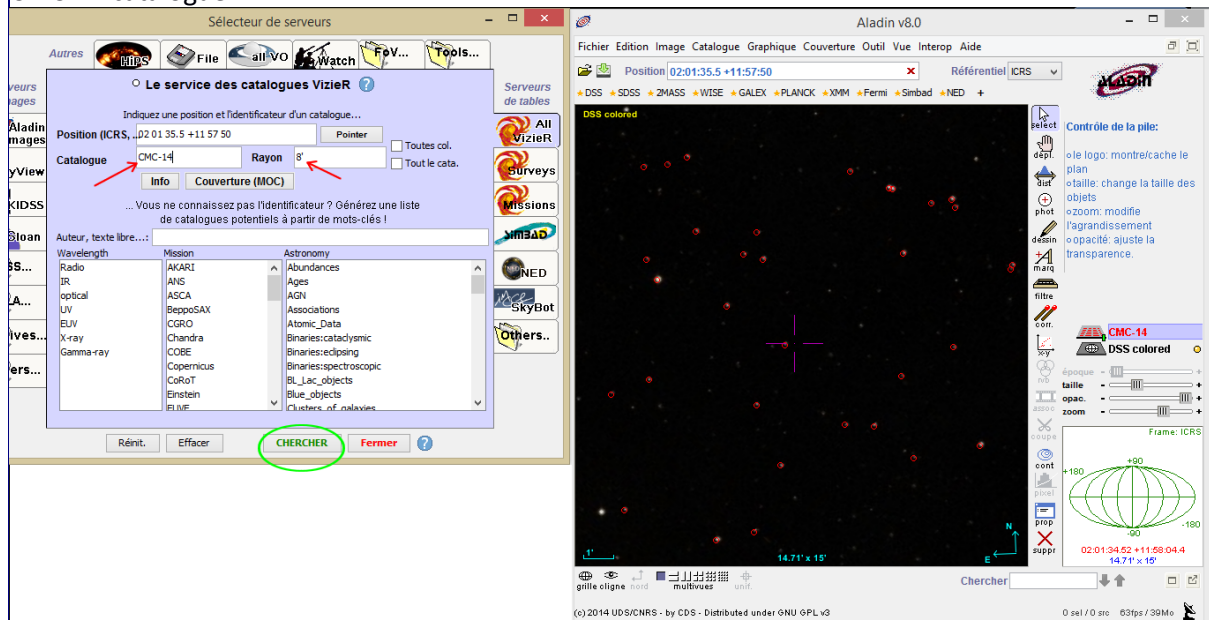 Sélecteur de serveurs
Autres HiPS File all VO Watch FoV... Tools...
Le service des catalogues VizieR ?
Indiquez une position et l'identificateur d'un catalogue...
Position (ICRS, ... 02 01 35.5 +11 57 50 Pointer
Toutes col.
Catalogue CMC-14 Rayon 8'
Tout le cata.
Info Couverture (MOC)
... Vous ne connaissez pas l'identificateur ? Générez une liste
de catalogues potentiels à partir de mots-clés !
Auteur, texte libre...:
Wavelength
Radio
IR
optical
UV
EUV
X-ray
Gamma-ray
Mission
AKARI
ANS
ASCA
BeppoSAX
CGRO
Chandra
COBE
Copernicus
CoRoT
Einstein
EUVE
Astronomy
Abundances
Ages
AGN
Associations
Atomic_Data
Binaries:cataclysmic
Binaries:eclipsing
Binaries:spectroscopic
BL_Lac_objects
Blue_objects
Clusters_of_galaxies
Réinit. Effacer CHERCHER Fermer ?
Serveurs
de tables
All
VizieR
Surveys
Missions
SIMBAD
NED
SkyBot
Others..
Aladin v8.0
Fichier Edition Image Catalogue Graphique Couverture Outil Vue Interop Aide
Position 02:01:35.5 +11:57:50 Référentiel ICRS
DSS SDSS 2MASS WISE GALEX PLANCK XMM Fermi Simbad NED +
ALADIN
DSS colored
1'
14.71' x 15'
N
E
select
dépl.
dist
phot
dessin
marq
filtre
corr.
x-y
rvb
assoc
coupe
cont
pixel
prop
suppr
Contrôle de la pile:
le logo: montre/cache le
plan
taille: change la taille des
objets
zoom: modifie
l'agrandissement
opacité: ajuste la
transparence.
CMC-14
DSS colored
époque - +
taille - +
opac. - +
zoom - +
Frame: ICRS
+90
+180
-180
-90
02:01:34.52 +11:58:04.4
14.71' x 15'
grille oligne nord multivues unif.
Chercher
(c) 2014 UDS/CNRS - by CDS - Distributed under GNU GPL v3
0 sel / 0 src 63fps / 39Mo